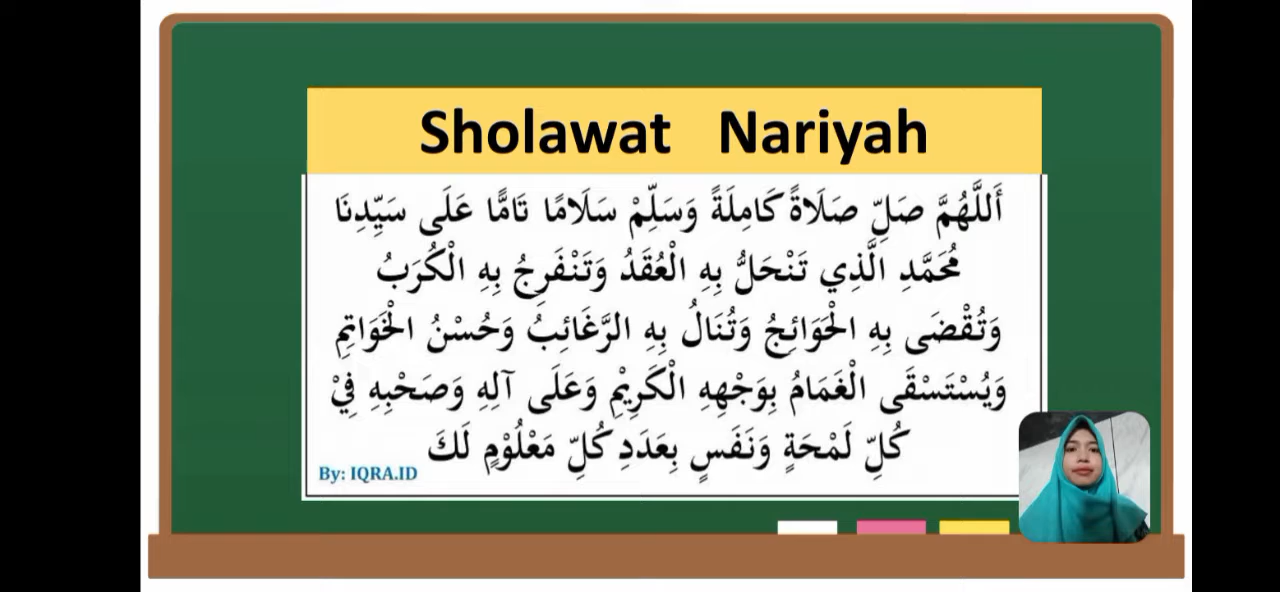 Sholawat Nariyah
أَللَّهُمَّ صَلِّ صَلَاةً كَامِلَةً وَسَلِّمْ سَلَامًا تَامًّا عَلَى سَيِّدِنَا
مُحَمَّدِ الَّذِي تَنْحَلُّ بِهِ الْعُقَدُ وَتَنْفَرِجُ بِهِ الْكُرَبُ
وَتُقْضَى بِهِ الْحَوَائِجُ وَتُنَالُ بِهِ الرَّغَائِبُ وَحُسْنُ الْخَوَاتِمِ
وَيُسْتَسْقَى الْغَمَامُ بِوَجْهِهِ الْكَرِيْمِ وَعَلَى آلِهِ وَصَحْبِهِ فِيْ
كُلِّ لَمْحَةٍ وَنَفَسٍ بِعَدَدِ كُلِّ مَعْلُوْمٍ لَكَ
By: IQRA.ID